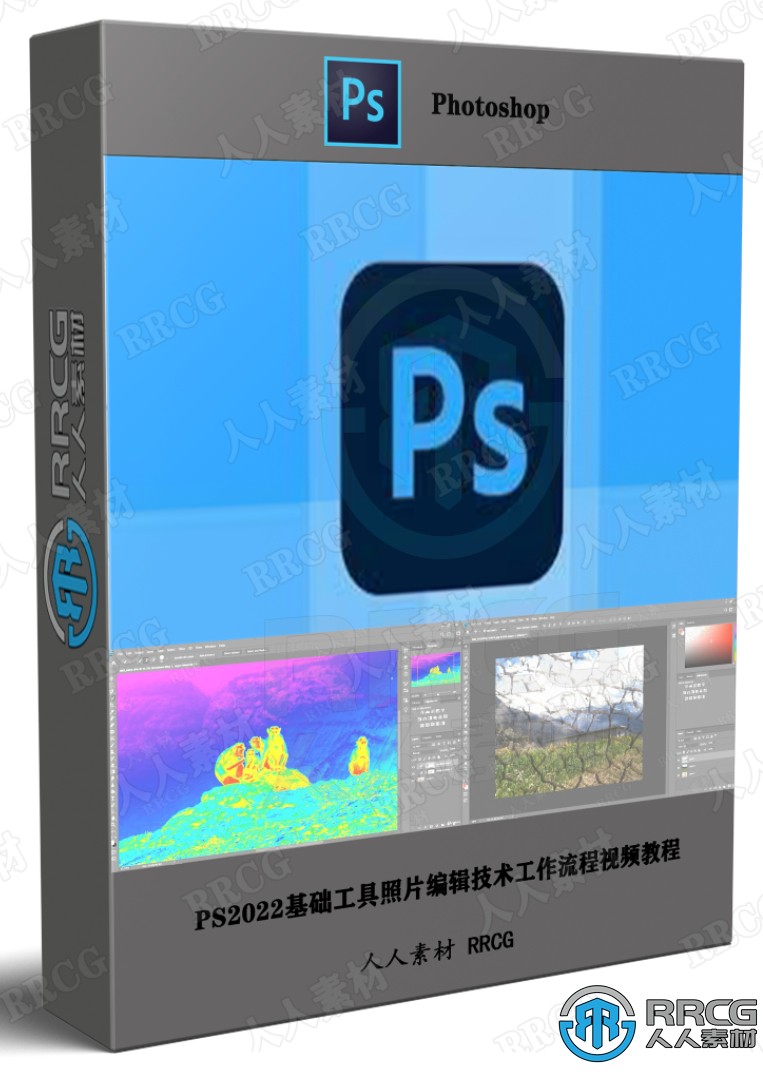 Ps Photoshop
RRCG
人人素材
Ps
PS2022基础工具照片编辑技术工作流程视频教程
人人素材 RRCG
RRCG
人人素材